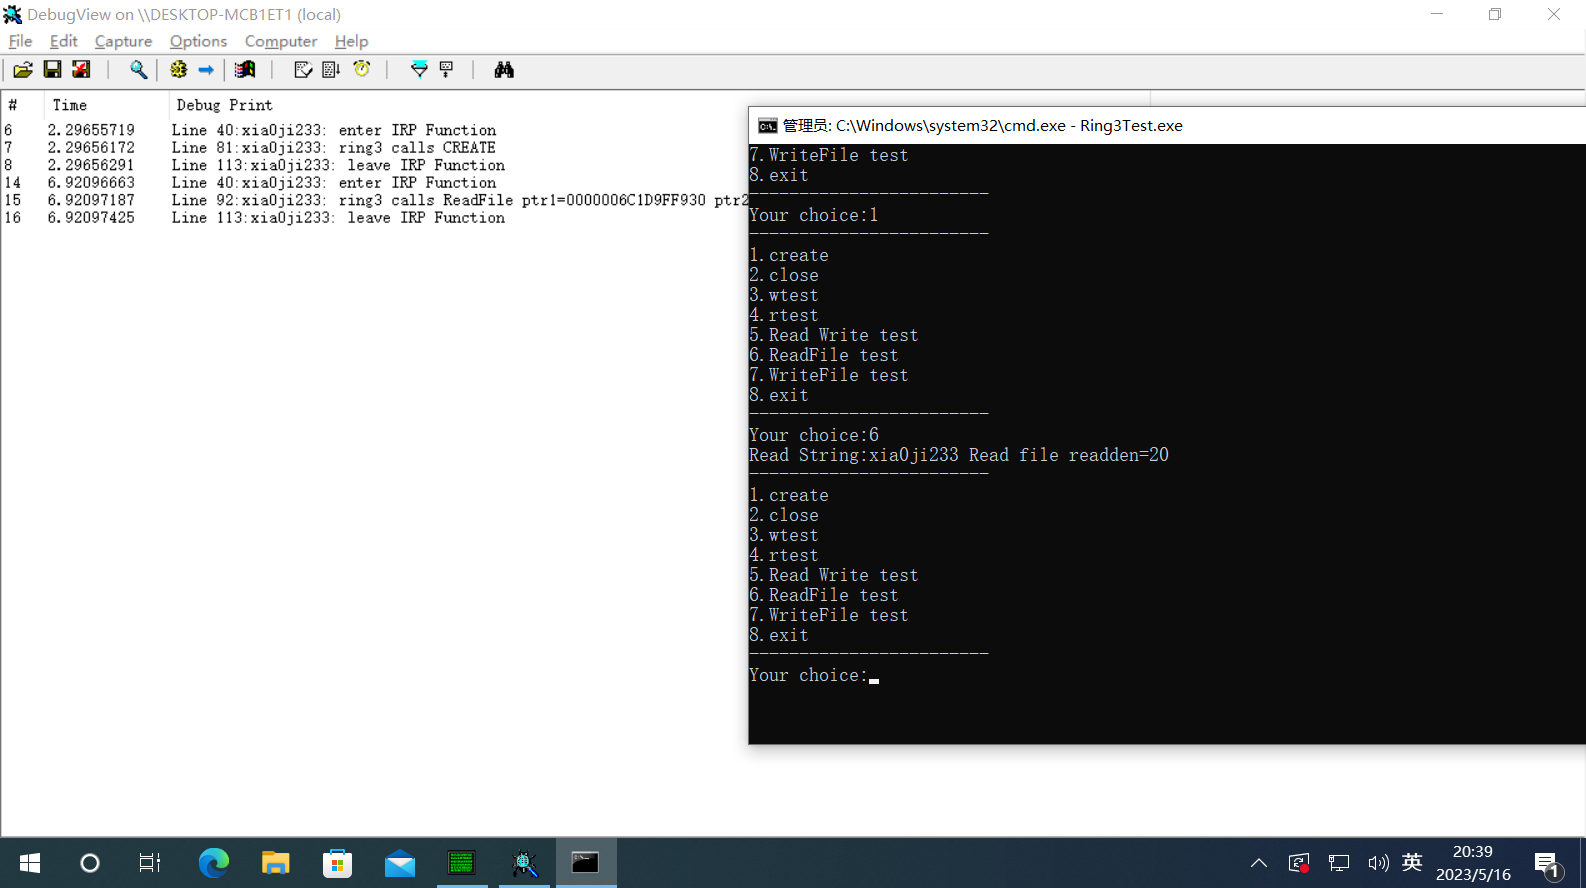 DebugView on \\DESKTOP-MCB1ET1 (local)
File Edit Capture Options Computer Help
# Time Debug Print
6 2.29655719 Line 40:xia0ji233: enter IRP Function
7 2.29656172 Line 81:xia0ji233: ring3 calls CREATE
8 2.29656291 Line 113:xia0ji233: leave IRP Function
14 6.92096663 Line 40:xia0ji233: enter IRP Function
15 6.92097187 Line 92:xia0ji233: ring3 calls ReadFile ptr1=0000006C1D9FF930 ptr2
16 6.92097425 Line 113:xia0ji233: leave IRP Function
管理员: C:\Windows\system32\cmd.exe - Ring3Test.exe
7.WriteFile test
8.exit
------------------------
Your choice:1
------------------------
1.create
2.close
3.wtest
4.rtest
5.Read Write test
6.ReadFile test
7.WriteFile test
8.exit
------------------------
Your choice:6
Read String:xia0ji233 Read file readden=20
------------------------
1.create
2.close
3.wtest
4.rtest
5.Read Write test
6.ReadFile test
7.WriteFile test
8.exit
------------------------
Your choice:
英
20:39
2023/5/16
1